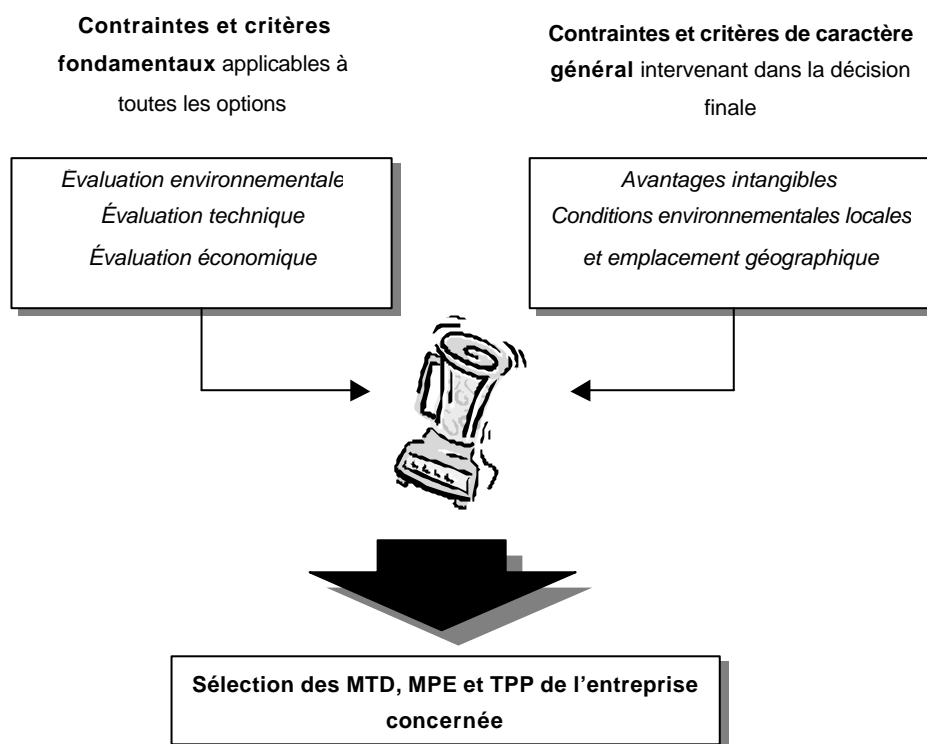 Contraintes et critères
fondamentaux applicables à
toutes les options
Évaluation environnementale
Évaluation technique
Évaluation économique
Contraintes et critères de caractère
général intervenant dans la décision
finale
Avantages intangibles
Conditions environnementales locales
et emplacement géographique
Sélection des MTD, MPE et TPP de l'entreprise
concernée